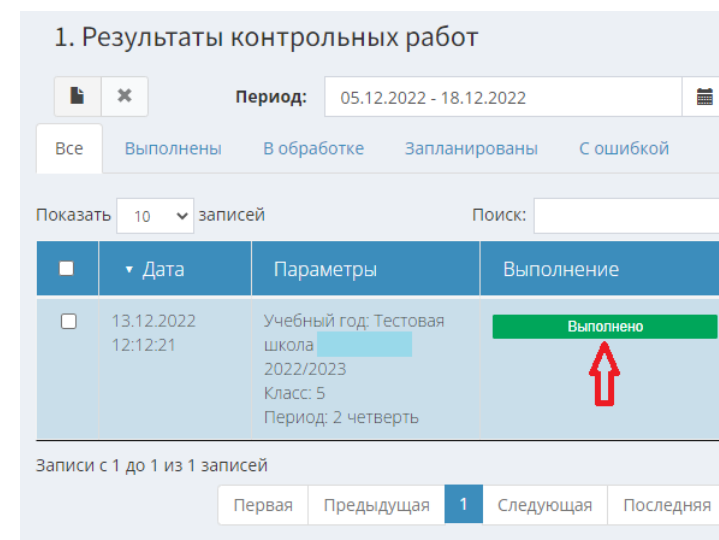 1. Результаты контрольных работ
Период: 05.12.2022 - 18.12.2022
Все Выполнены В обработке Запланированы С ошибкой
Показать 10 записей Поиск:
Дата Параметры Выполнение
13.12.2022 Учебный год: Тестовая Выполнено
12:12:21 школа
2022/2023
Класс: 5
Период: 2 четверть
Записи с 1 до 1 из 1 записей
Первая Предыдущая 1 Следующая Последняя